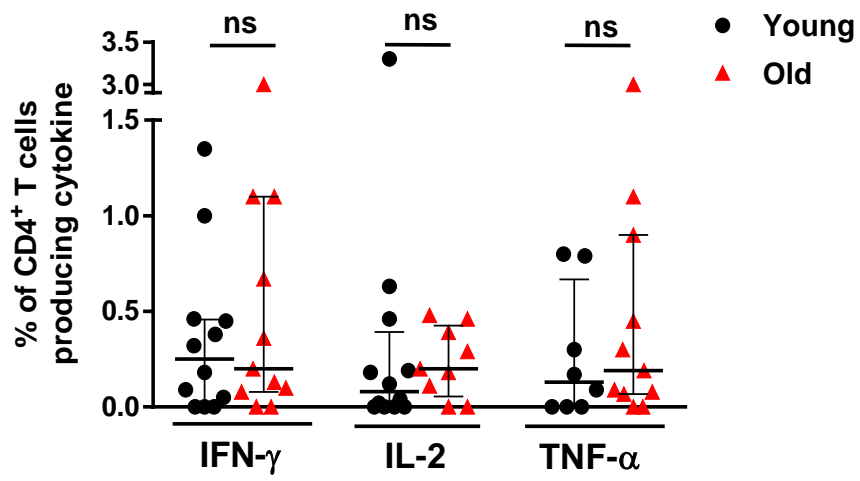 ns
ns
ns
Young
Old
% of CD4⁺ T cells
producing cytokine
3.5
3.0
1.5
1.0
0.5
0.0
IFN-γ
IL-2
TNF-α